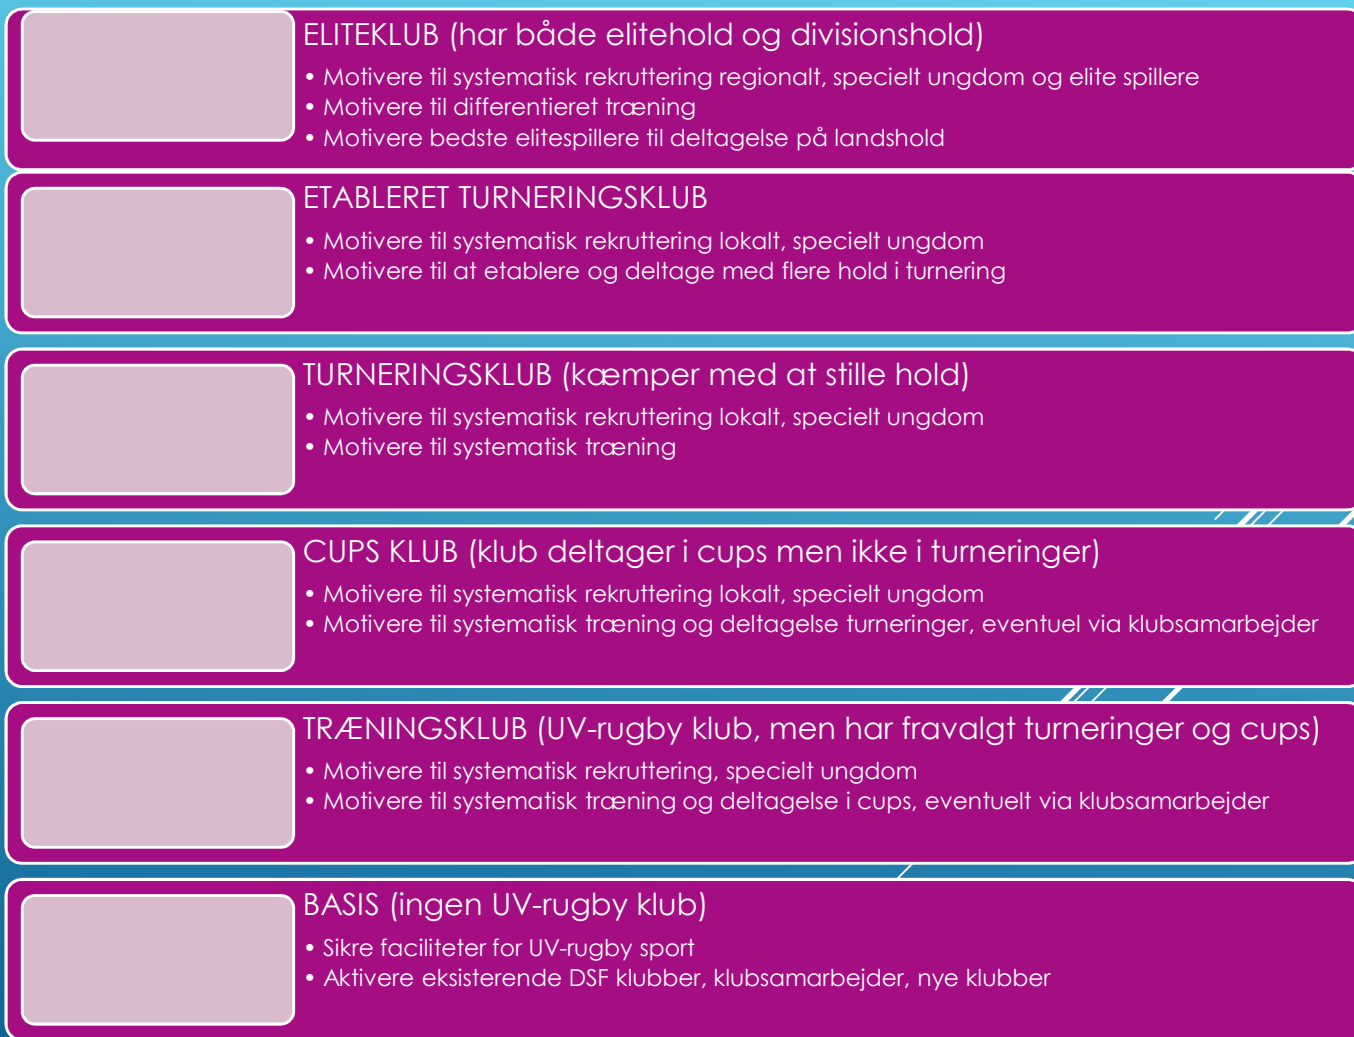 ELITEKLUB (har både elitehold og divisionshold)
• Motivere til systematisk rekruttering regionalt, specielt ungdom og elite spillere
• Motivere til differentieret træning
• Motivere bedste elitespillere til deltagelse på landshold
ETABLERET TURNERINGSKLUB
• Motivere til systematisk rekruttering lokalt, specielt ungdom
• Motivere til at etablere og deltage med flere hold i turnering
TURNERINGSKLUB (kæmper med at stille hold)
• Motivere til systematisk rekruttering lokalt, specielt ungdom
• Motivere til systematisk træning
CUPS KLUB (klub deltager i cups men ikke i turneringer)
• Motivere til systematisk rekruttering lokalt, specielt ungdom
• Motivere til systematisk træning og deltagelse turneringer, eventuel via klubsamarbejder
TRÆNINGSKLUB (UV-rugby klub, men har fravalgt turneringer og cups)
• Motivere til systematisk rekruttering, specielt ungdom
• Motivere til systematisk træning og deltagelse i cups, eventuelt via klubsamarbejder
BASIS (ingen UV-rugby klub)
• Sikre faciliteter for UV-rugby sport
• Aktivere eksisterende DSF klubber, klubsamarbejder, nye klubber